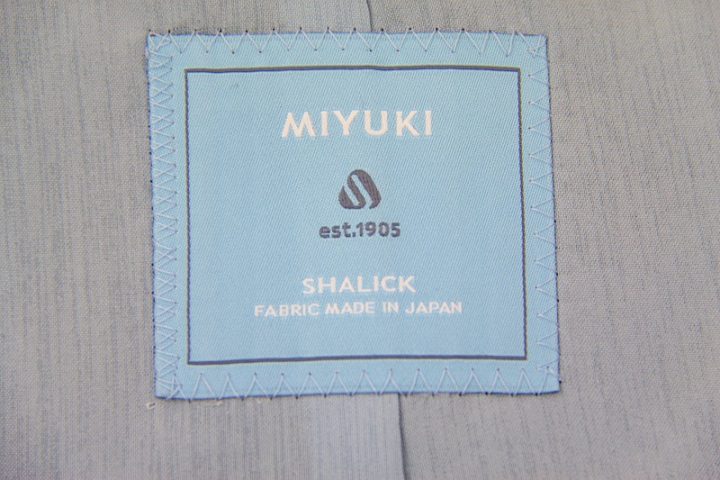 MIYUKI
est.1905
SHALICK
FABRIC MADE IN JAPAN